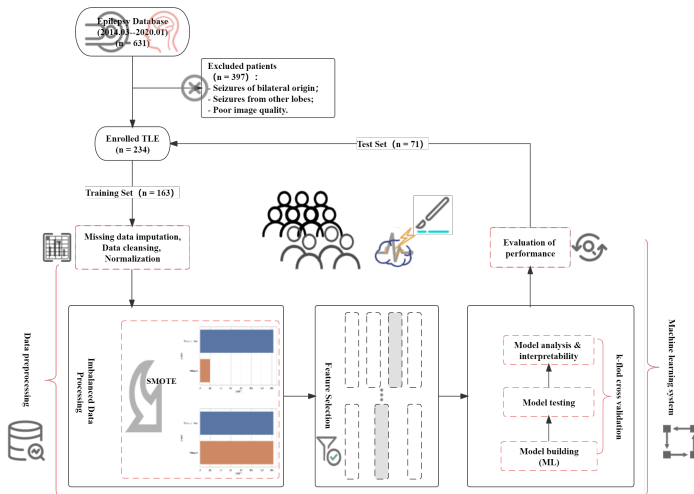 Epilepsy Database
(2014.03--2020.01)
(n = 631)
Excluded patients
（n = 397）：
- Seizures of bilateral origin；
- Seizures from other lobes;
- Poor image quality.
Enrolled TLE
(n = 234)
Test Set（n = 71）
Training Set（n = 163）
Missing data imputation,
Data cleansing,
Normalization
Evaluation of
performance
Data preprocessing
Imbalanced Data
Processing
SMOTE
Feature Selection
Model analysis &
interpretability
Model testing
Model building
(ML)
k-flod cross validation
Machine learning system